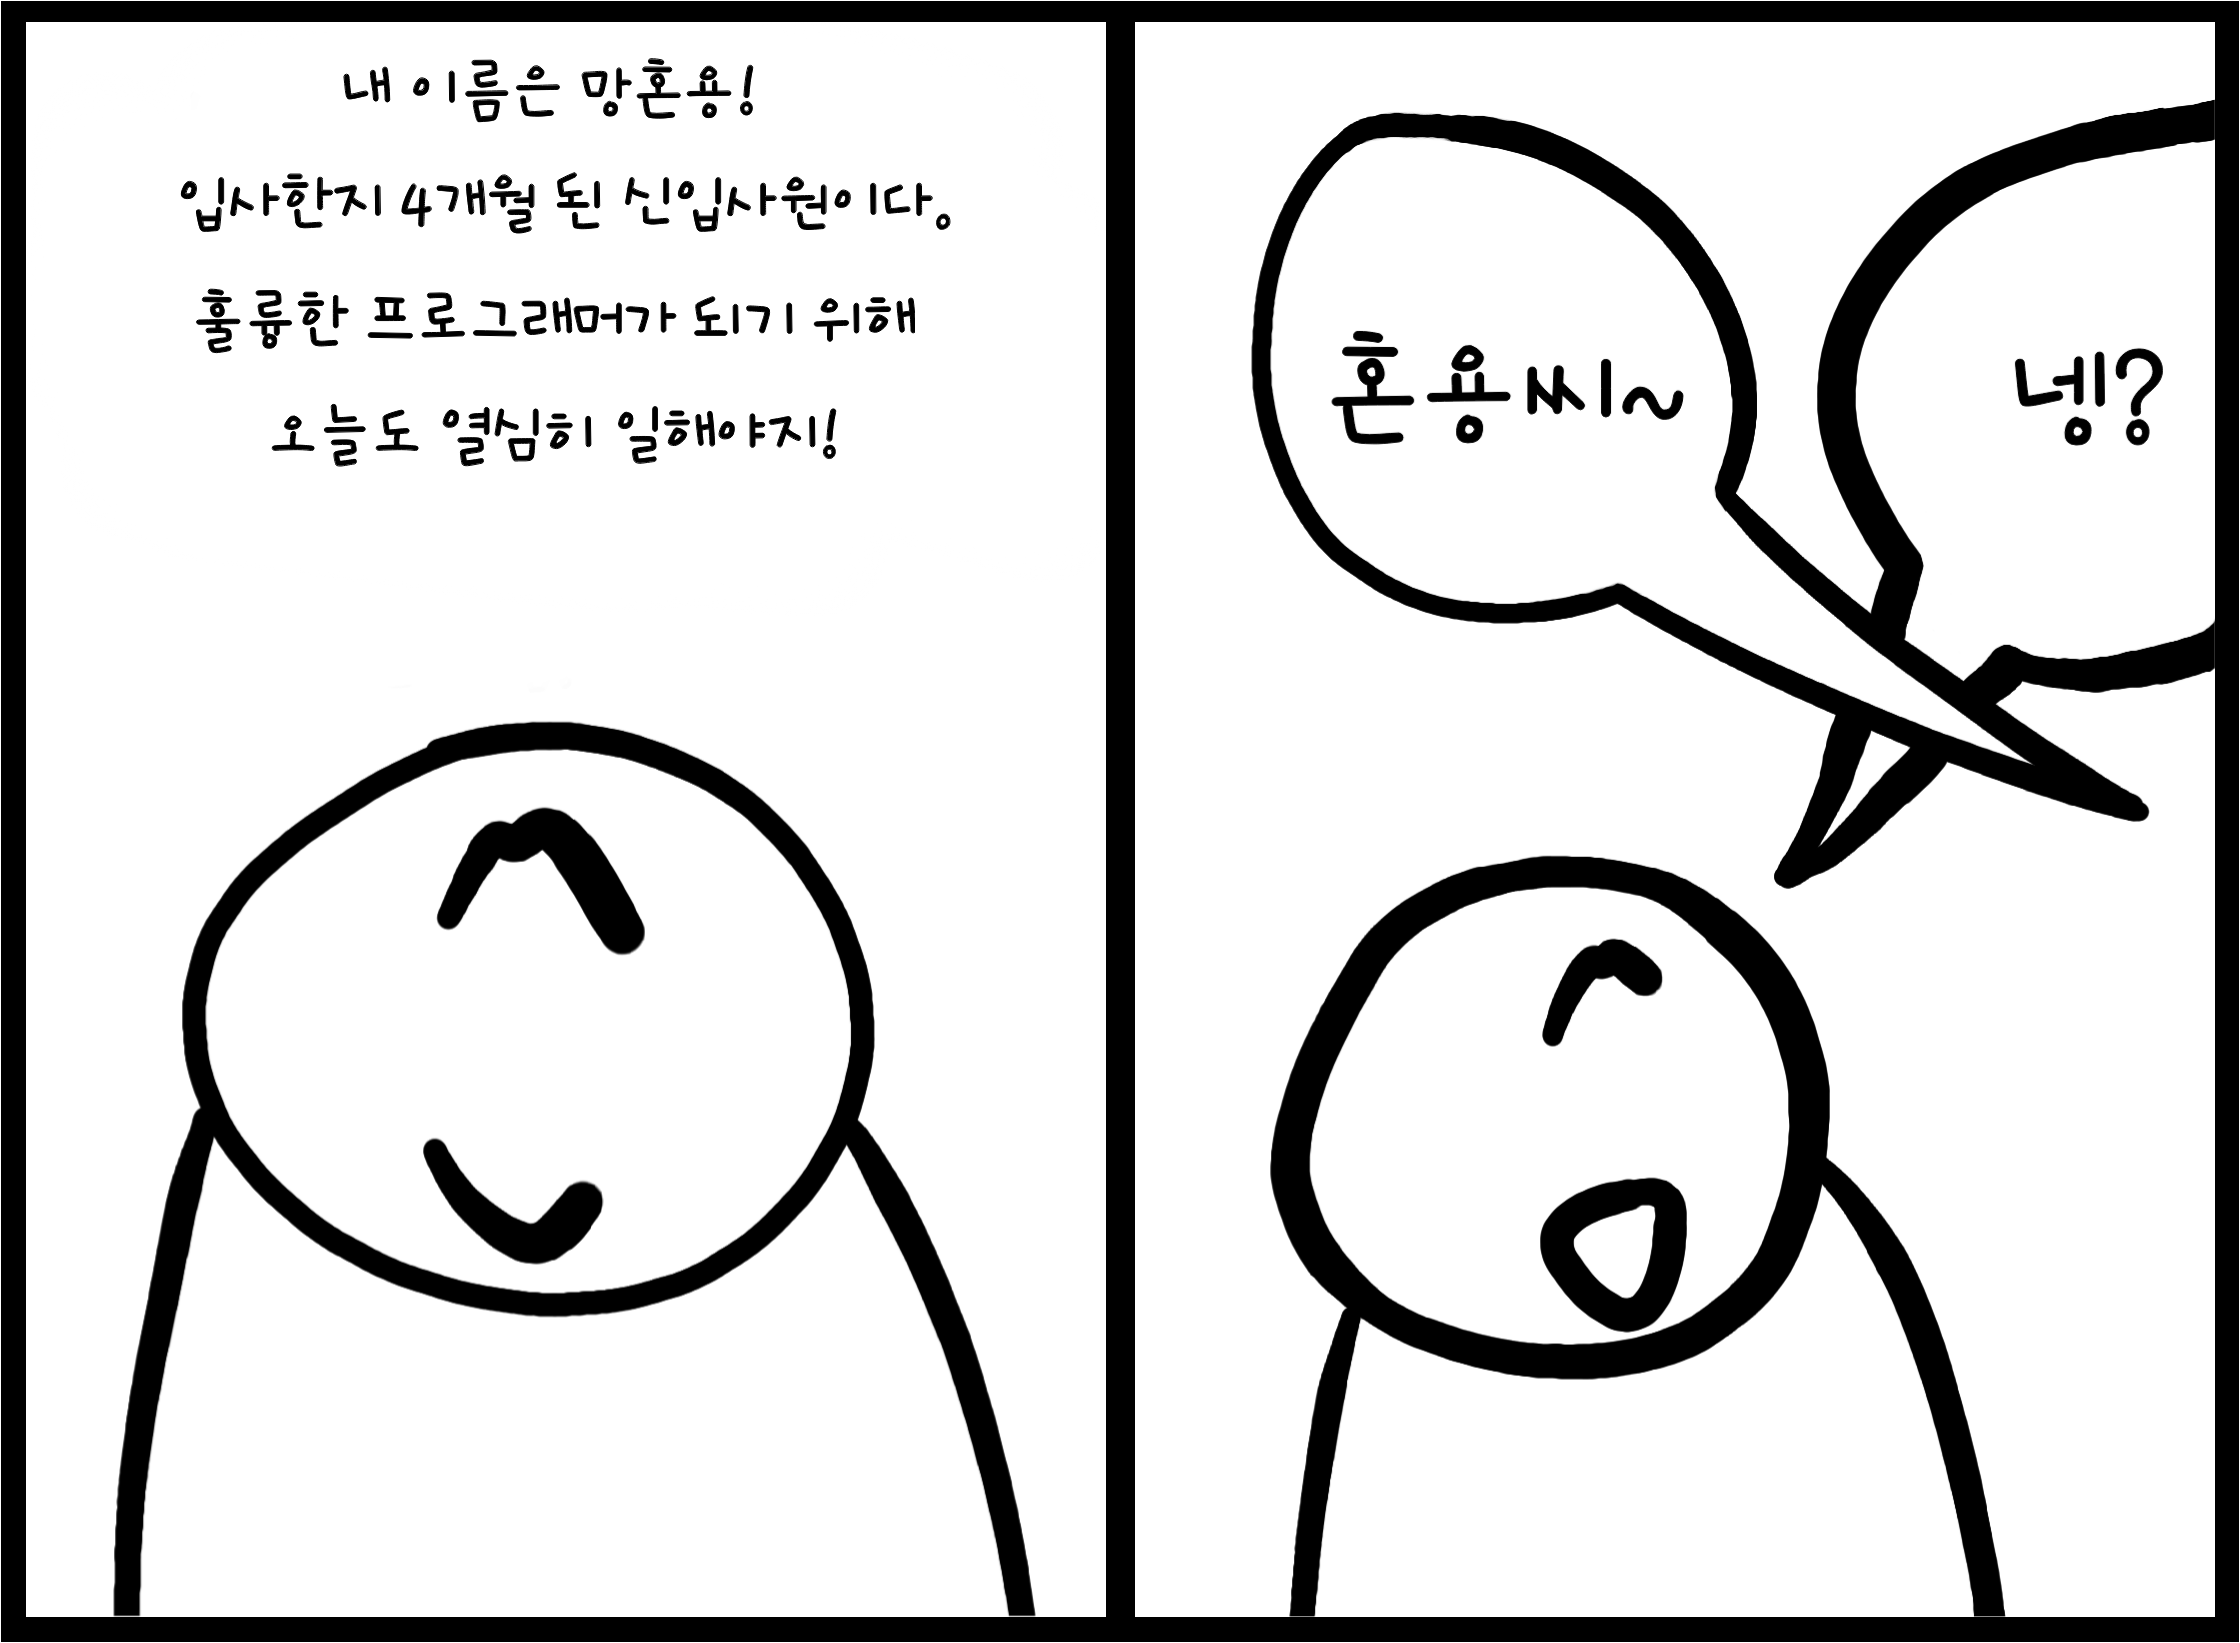 내 이름은 망혼용!
입사한지 4개월 된 신입사원이다.
훌륭한 프로그래머가 되기 위해
오늘도 열심히 일해야지!
혼용씨~
넹?